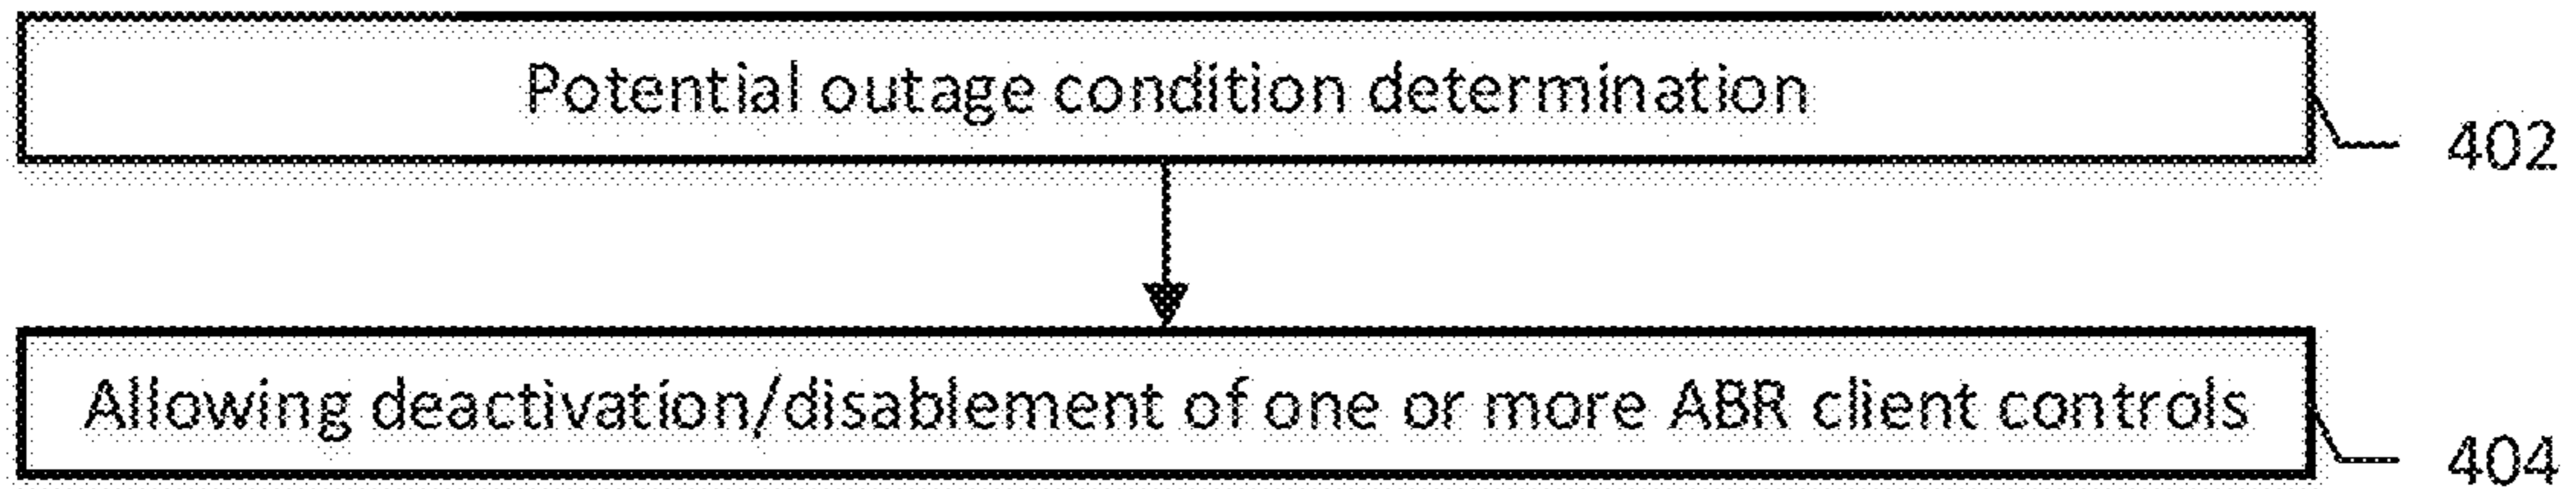 Potential outage condition determination
402
Allowing deactivation/disablement of one or more ABR client controls
404